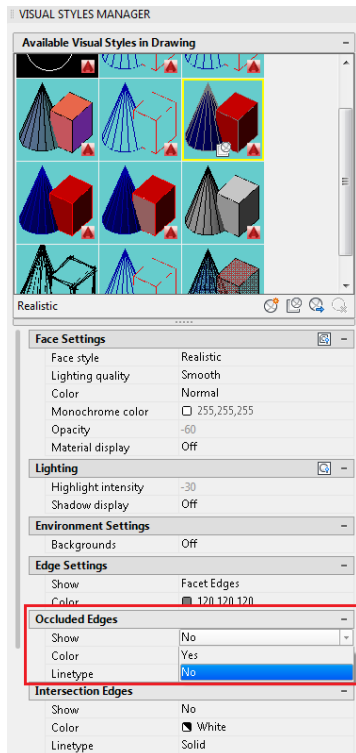 VISUAL STYLES MANAGER
Available Visual Styles in Drawing
Realistic
Face Settings
Face style Realistic
Lighting quality Smooth
Color Normal
Monochrome color 255,255,255
Opacity -60
Material display Off
Lighting
Highlight intensity -30
Shadow display Off
Environment Settings
Backgrounds Off
Edge Settings
Show Facet Edges
Color 120,120,120
Occluded Edges
Show No
Color Yes
Linetype No
Intersection Edges
Show No
Color White
Linetype Solid